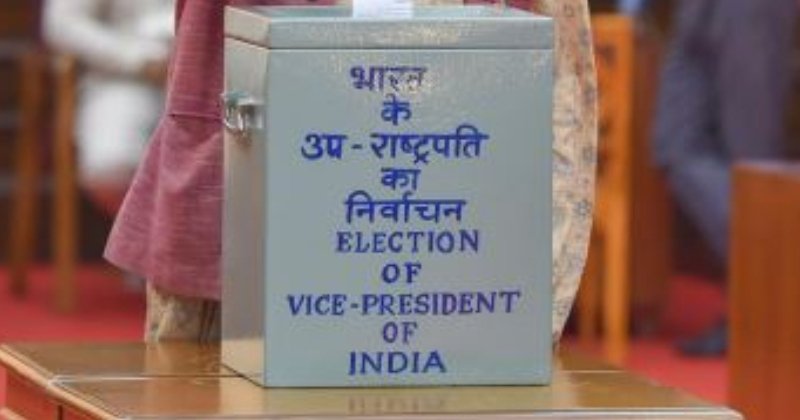 भारत
के
उप-राष्ट्रपति
का
निर्वाचन
ELECTION
OF
VICE-PRESIDENT
OF
INDIA